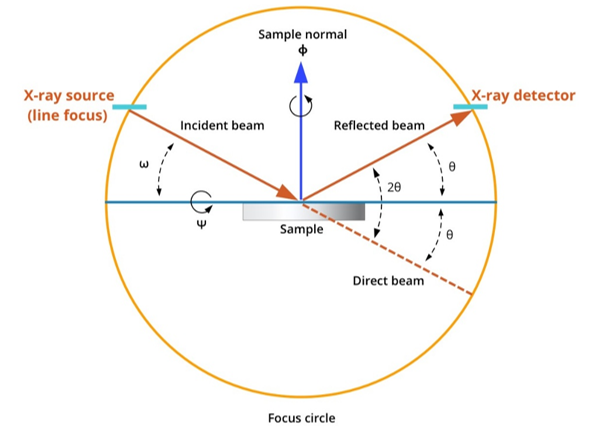 Sample normal
ϕ
X-ray source
(line focus)
X-ray detector
Incident beam
Reflected beam
ω
θ
2θ
Ψ
Sample
θ
Direct beam
Focus circle